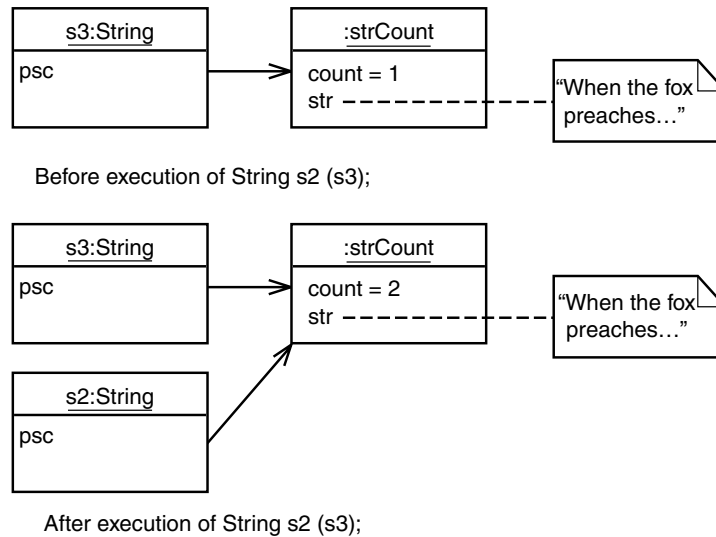 s3:String
:strCount
psc
count = 1
str
“When the fox
preaches…”
Before execution of String s2 (s3);
s3:String
:strCount
psc
count = 2
str
“When the fox
preaches…”
s2:String
psc
After execution of String s2 (s3);